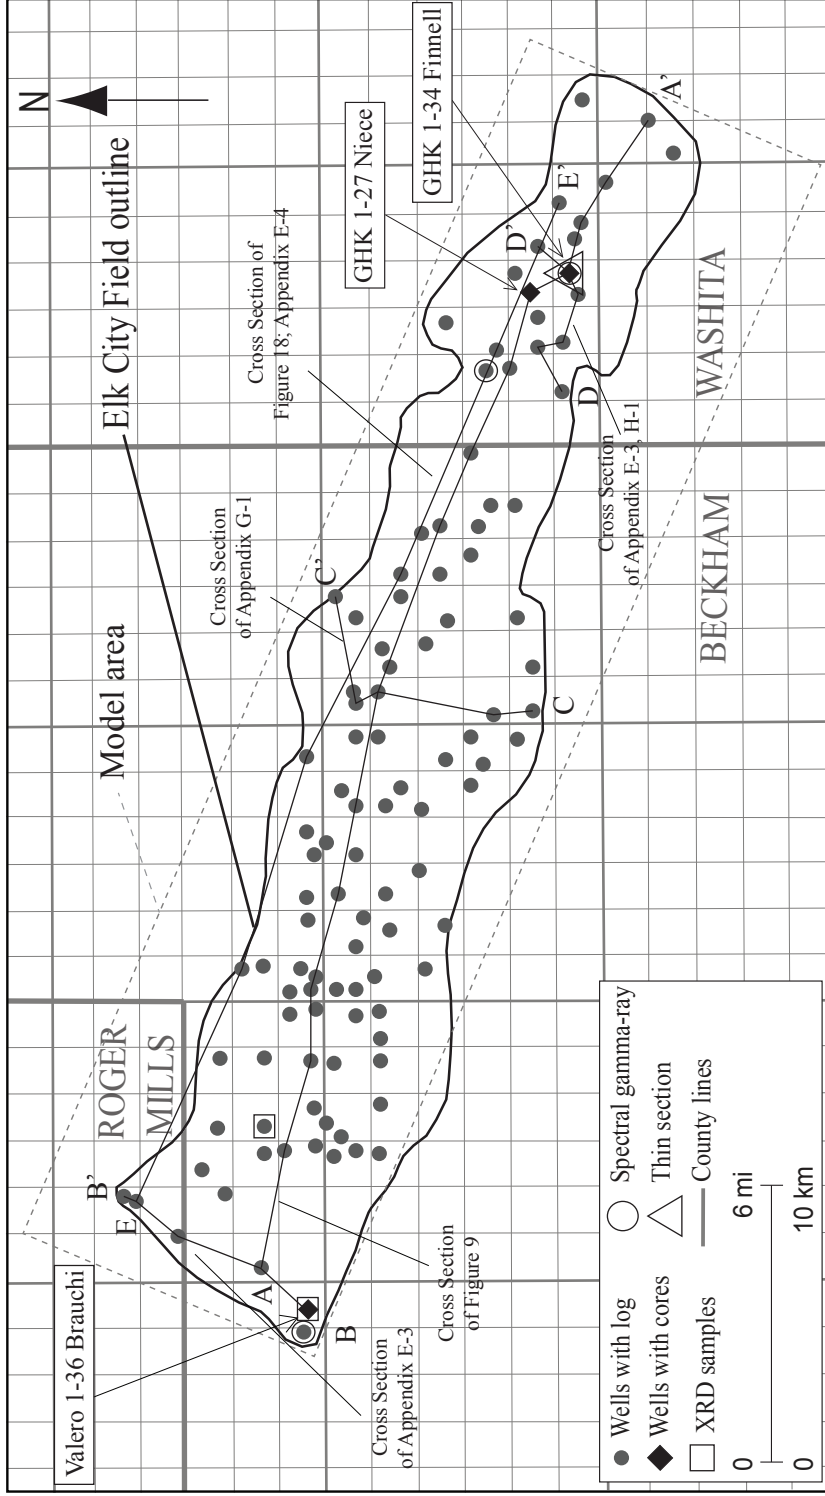 N
Elk City Field outline
Model area
ROGER
MILLS
B’
E
Valero 1-36 Brauchi
A
B
Cross Section
of Appendix E-3
Cross Section
of Figure 9
Cross Section
of Appendix G-1
C’
C
Cross Section of
Figure 18; Appendix E-4
GHK 1-27 Niece
GHK 1-34 Finnell
D’
E’
A’
D
Cross Section
of Appendix E-3, H-1
BECKHAM
WASHITA
Wells with log
Wells with cores
XRD samples
Spectral gamma-ray
Thin section
County lines
0
6 mi
0
10 km